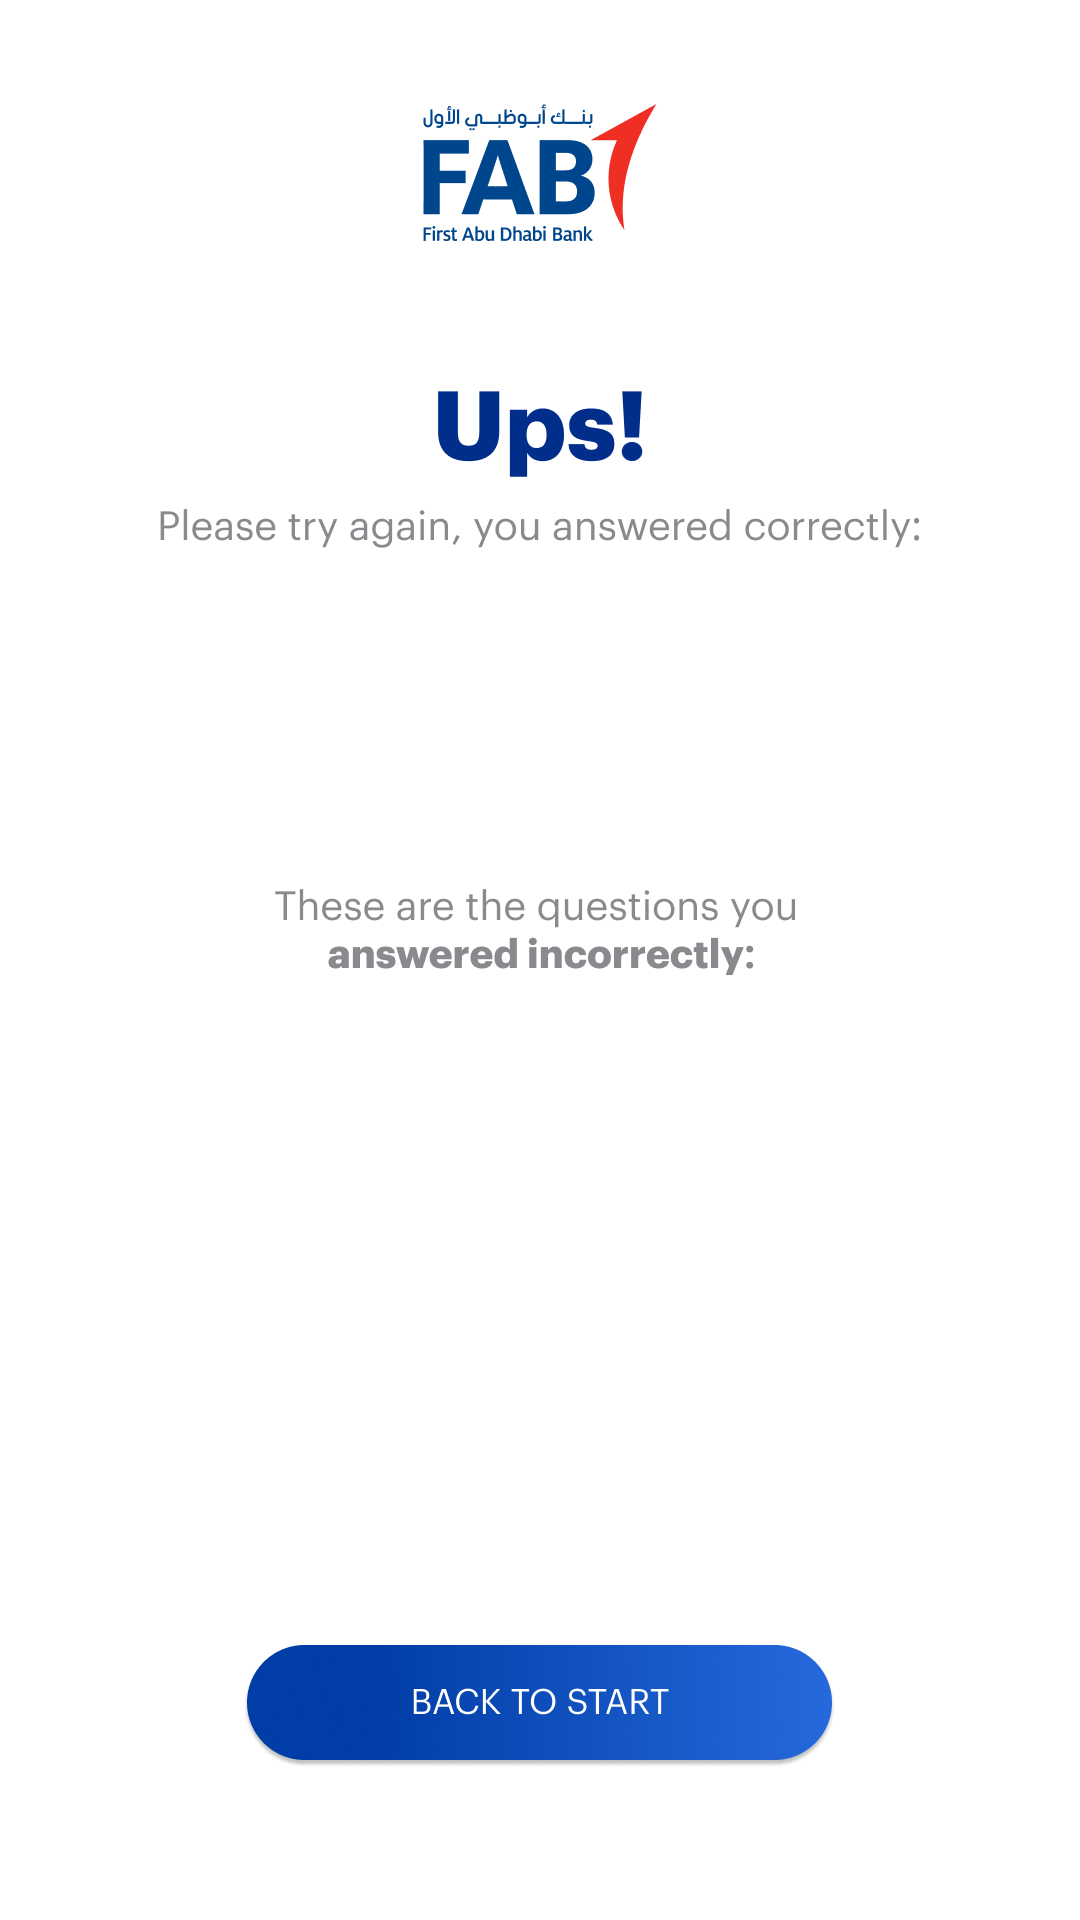 بنك أبوظبي الأول
FAB
First Abu Dhabi Bank
Ups!
Please try again, you answered correctly:
These are the questions you
answered incorrectly:
BACK TO START